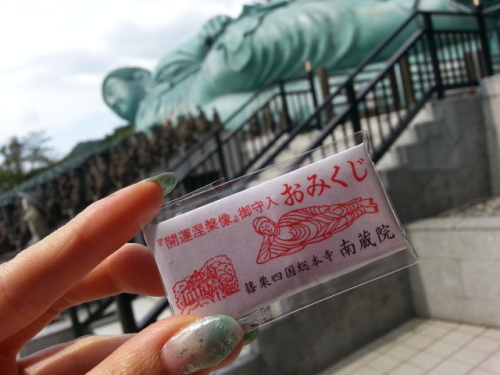 『開運涅槃像』御守入 おみくじ
篠栗四国総本寺 南蔵院